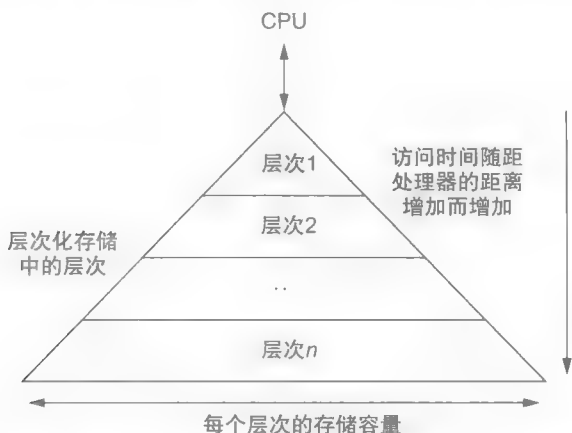 CPU
层次1
访问时间随距
处理器的距离
增加而增加
层次2
层次化存储
中的层次
..
层次n
每个层次的存储容量